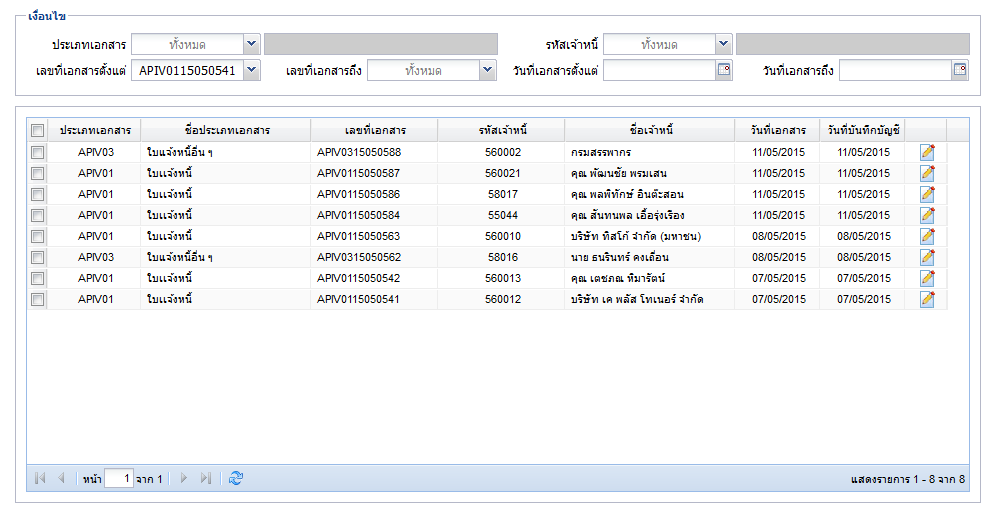 เงื่อนไข
ประเภทเอกสาร ทั้งหมด รหัสเจ้าหนี้ ทั้งหมด
เลขที่เอกสารตั้งแต่ APIV0115050541 เลขที่เอกสารถึง ทั้งหมด วันที่เอกสารตั้งแต่ วันที่เอกสารถึง
ประเภทเอกสาร ชื่อประเภทเอกสาร เลขที่เอกสาร รหัสเจ้าหนี้ ชื่อเจ้าหนี้ วันที่เอกสาร วันที่บันทึกบัญชี
APIV03 ใบแจ้งหนี้อื่น ๆ APIV0315050588 560002 กรมสรรพากร 11/05/2015 11/05/2015
APIV01 ใบแจ้งหนี้ APIV0115050587 560021 คุณ พัฒนชัย พรมเสน 11/05/2015 11/05/2015
APIV01 ใบแจ้งหนี้ APIV0115050586 58017 คุณ พลพิทักษ์ อินต๊ะสอน 11/05/2015 11/05/2015
APIV01 ใบแจ้งหนี้ APIV0115050584 55044 คุณ สันทนพล เอื้อรุ่งเรือง 11/05/2015 11/05/2015
APIV01 ใบแจ้งหนี้ APIV0115050563 560010 บริษัท ทิสโก้ จำกัด (มหาชน) 08/05/2015 08/05/2015
APIV03 ใบแจ้งหนี้อื่น ๆ APIV0315050562 58016 นาย ธนรินทร์ คงเถื่อน 08/05/2015 08/05/2015
APIV01 ใบแจ้งหนี้ APIV0115050542 560013 คุณ เตชภณ ทิมารัตน์ 07/05/2015 07/05/2015
APIV01 ใบแจ้งหนี้ APIV0115050541 560012 บริษัท เค พลัส โทเนอร์ จำกัด 07/05/2015 07/05/2015
หน้า 1 จาก 1 แสดงรายการ 1 - 8 จาก 8